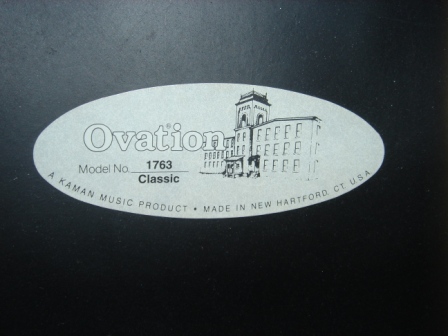 Ovation®
Model No. 1763
Classic
A KAMAN MUSIC PRODUCT • MADE IN NEW HARTFORD, CT U.S.A.